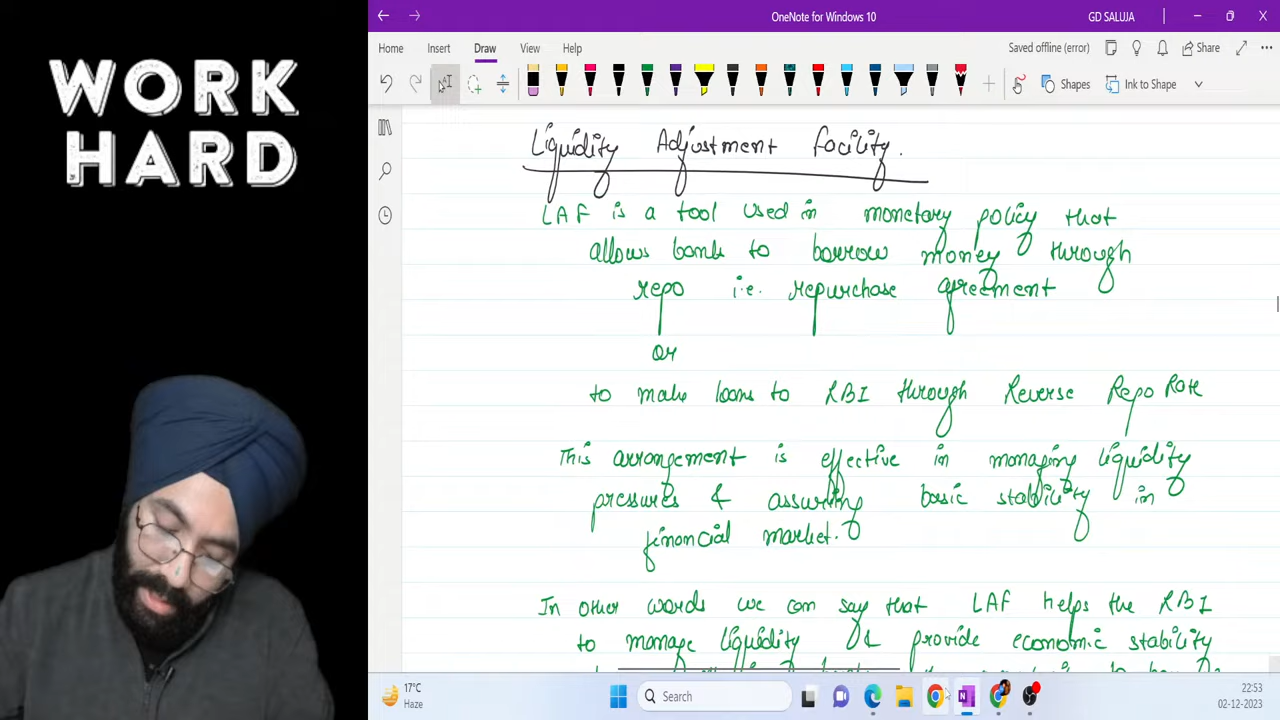 WORK
HARD
OneNote for Windows 10
GD SALUJA
Home Insert Draw View Help
Saved offline (error)
Share
Shapes
Ink to Shape
Liquidity Adjustment Facility.
LAF is a tool used in monetary policy that
allows banks to borrow money through
repo i.e. repurchase agreement
or
to make loans to RBI through Reverse Repo Rate
This arrangement is effective in managing liquidity
pressures & assuring basic stability in
financial market.
In other words we can say that LAF helps the RBI
to manage liquidity & provide economic stability
17°C
Haze
Search
22:53
02-12-2023